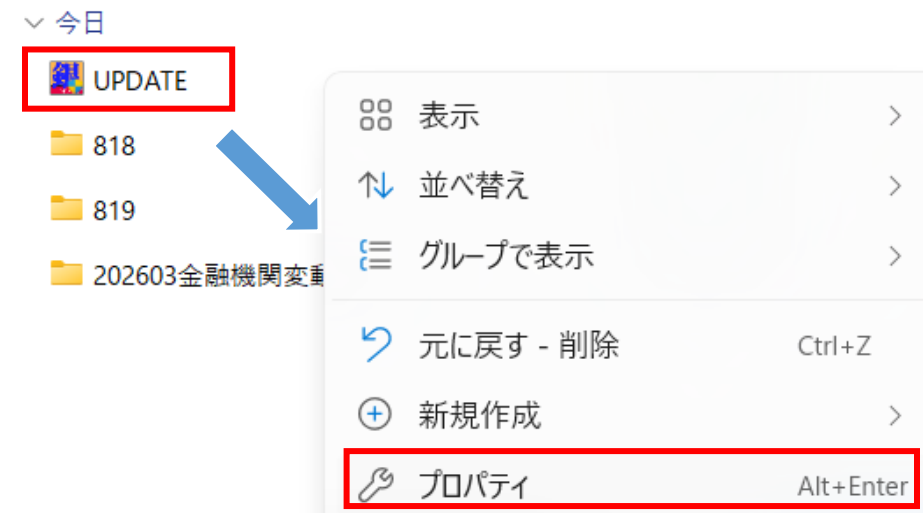 今日
UPDATE
818
819
202603金融機関変
表示
並べ替え
グループで表示
元に戻す - 削除 Ctrl+Z
新規作成
プロパティ Alt+Enter